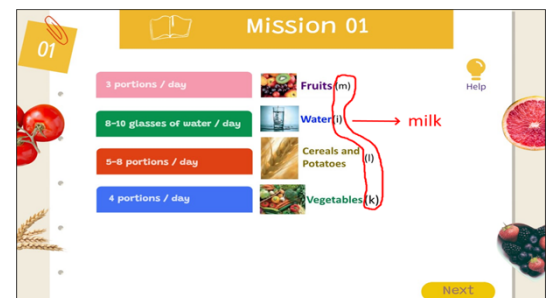 Mission 01
01
Help
3 portions / day
Fruits (m)
8-10 glasses of water / day
Water (i)
milk
5-8 portions / day
Cereals and
Potatoes
(l)
4 portions / day
Vegetables (k)
Next